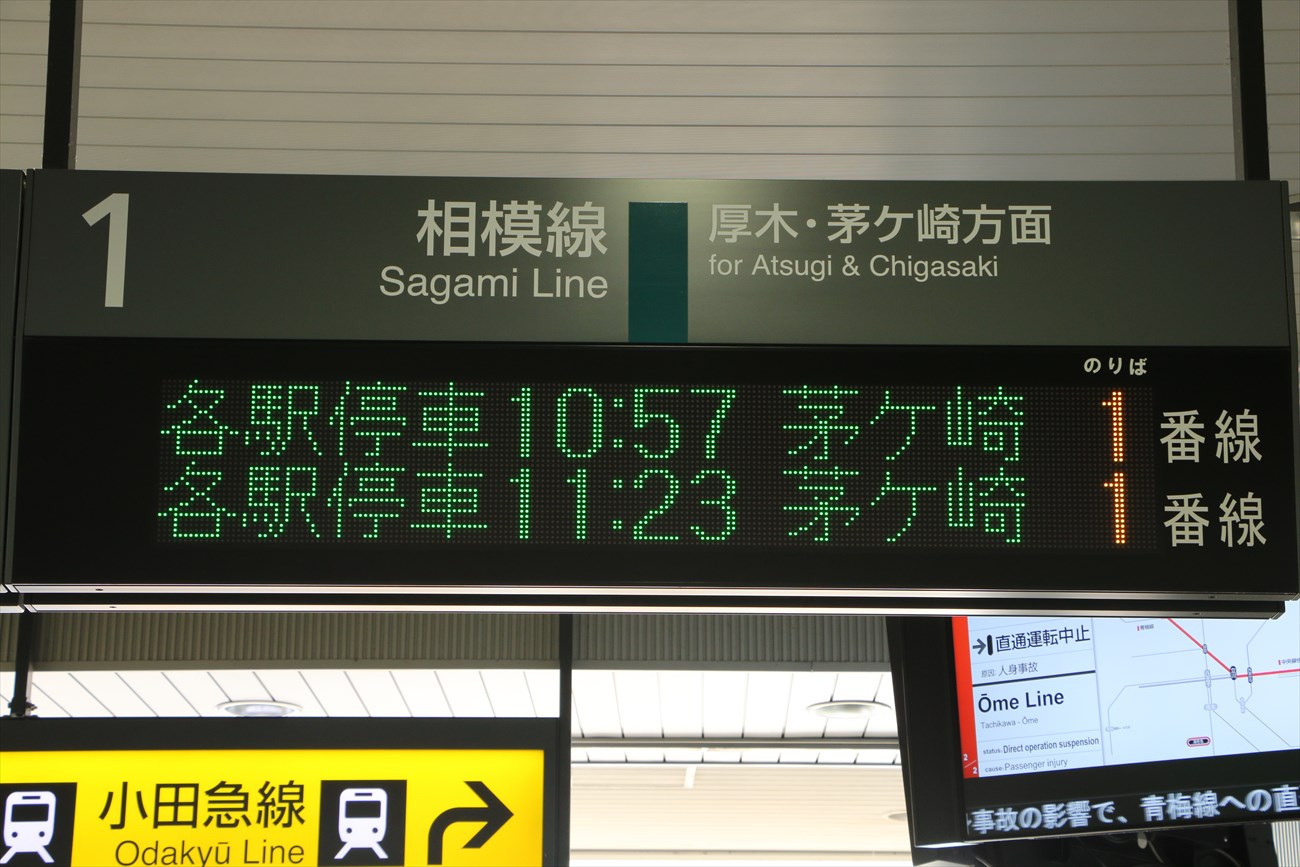 1
相模線
Sagami Line
厚木・茅ケ崎方面
for Atsugi & Chigasaki
のりば
各駅停車 10:57 茅ケ崎 1 番線
各駅停車 11:23 茅ケ崎 1 番線
小田急線
Odakyū Line
直通運転中止
原因: 人身事故
Ōme Line
Tachikawa - Ōme
status: Direct operation suspension
cause: Passenger injury
事故の影響で、青梅線への直